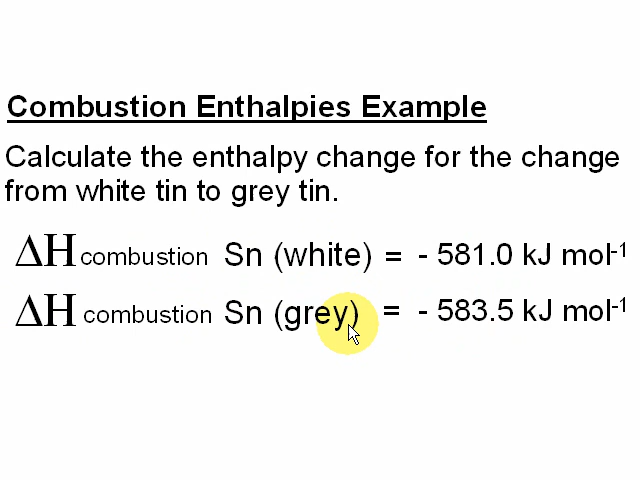 Combustion Enthalpies Example
Calculate the enthalpy change for the change
from white tin to grey tin.
ΔH combustion Sn (white) = - 581.0 kJ mol⁻¹
ΔH combustion Sn (grey) = - 583.5 kJ mol⁻¹